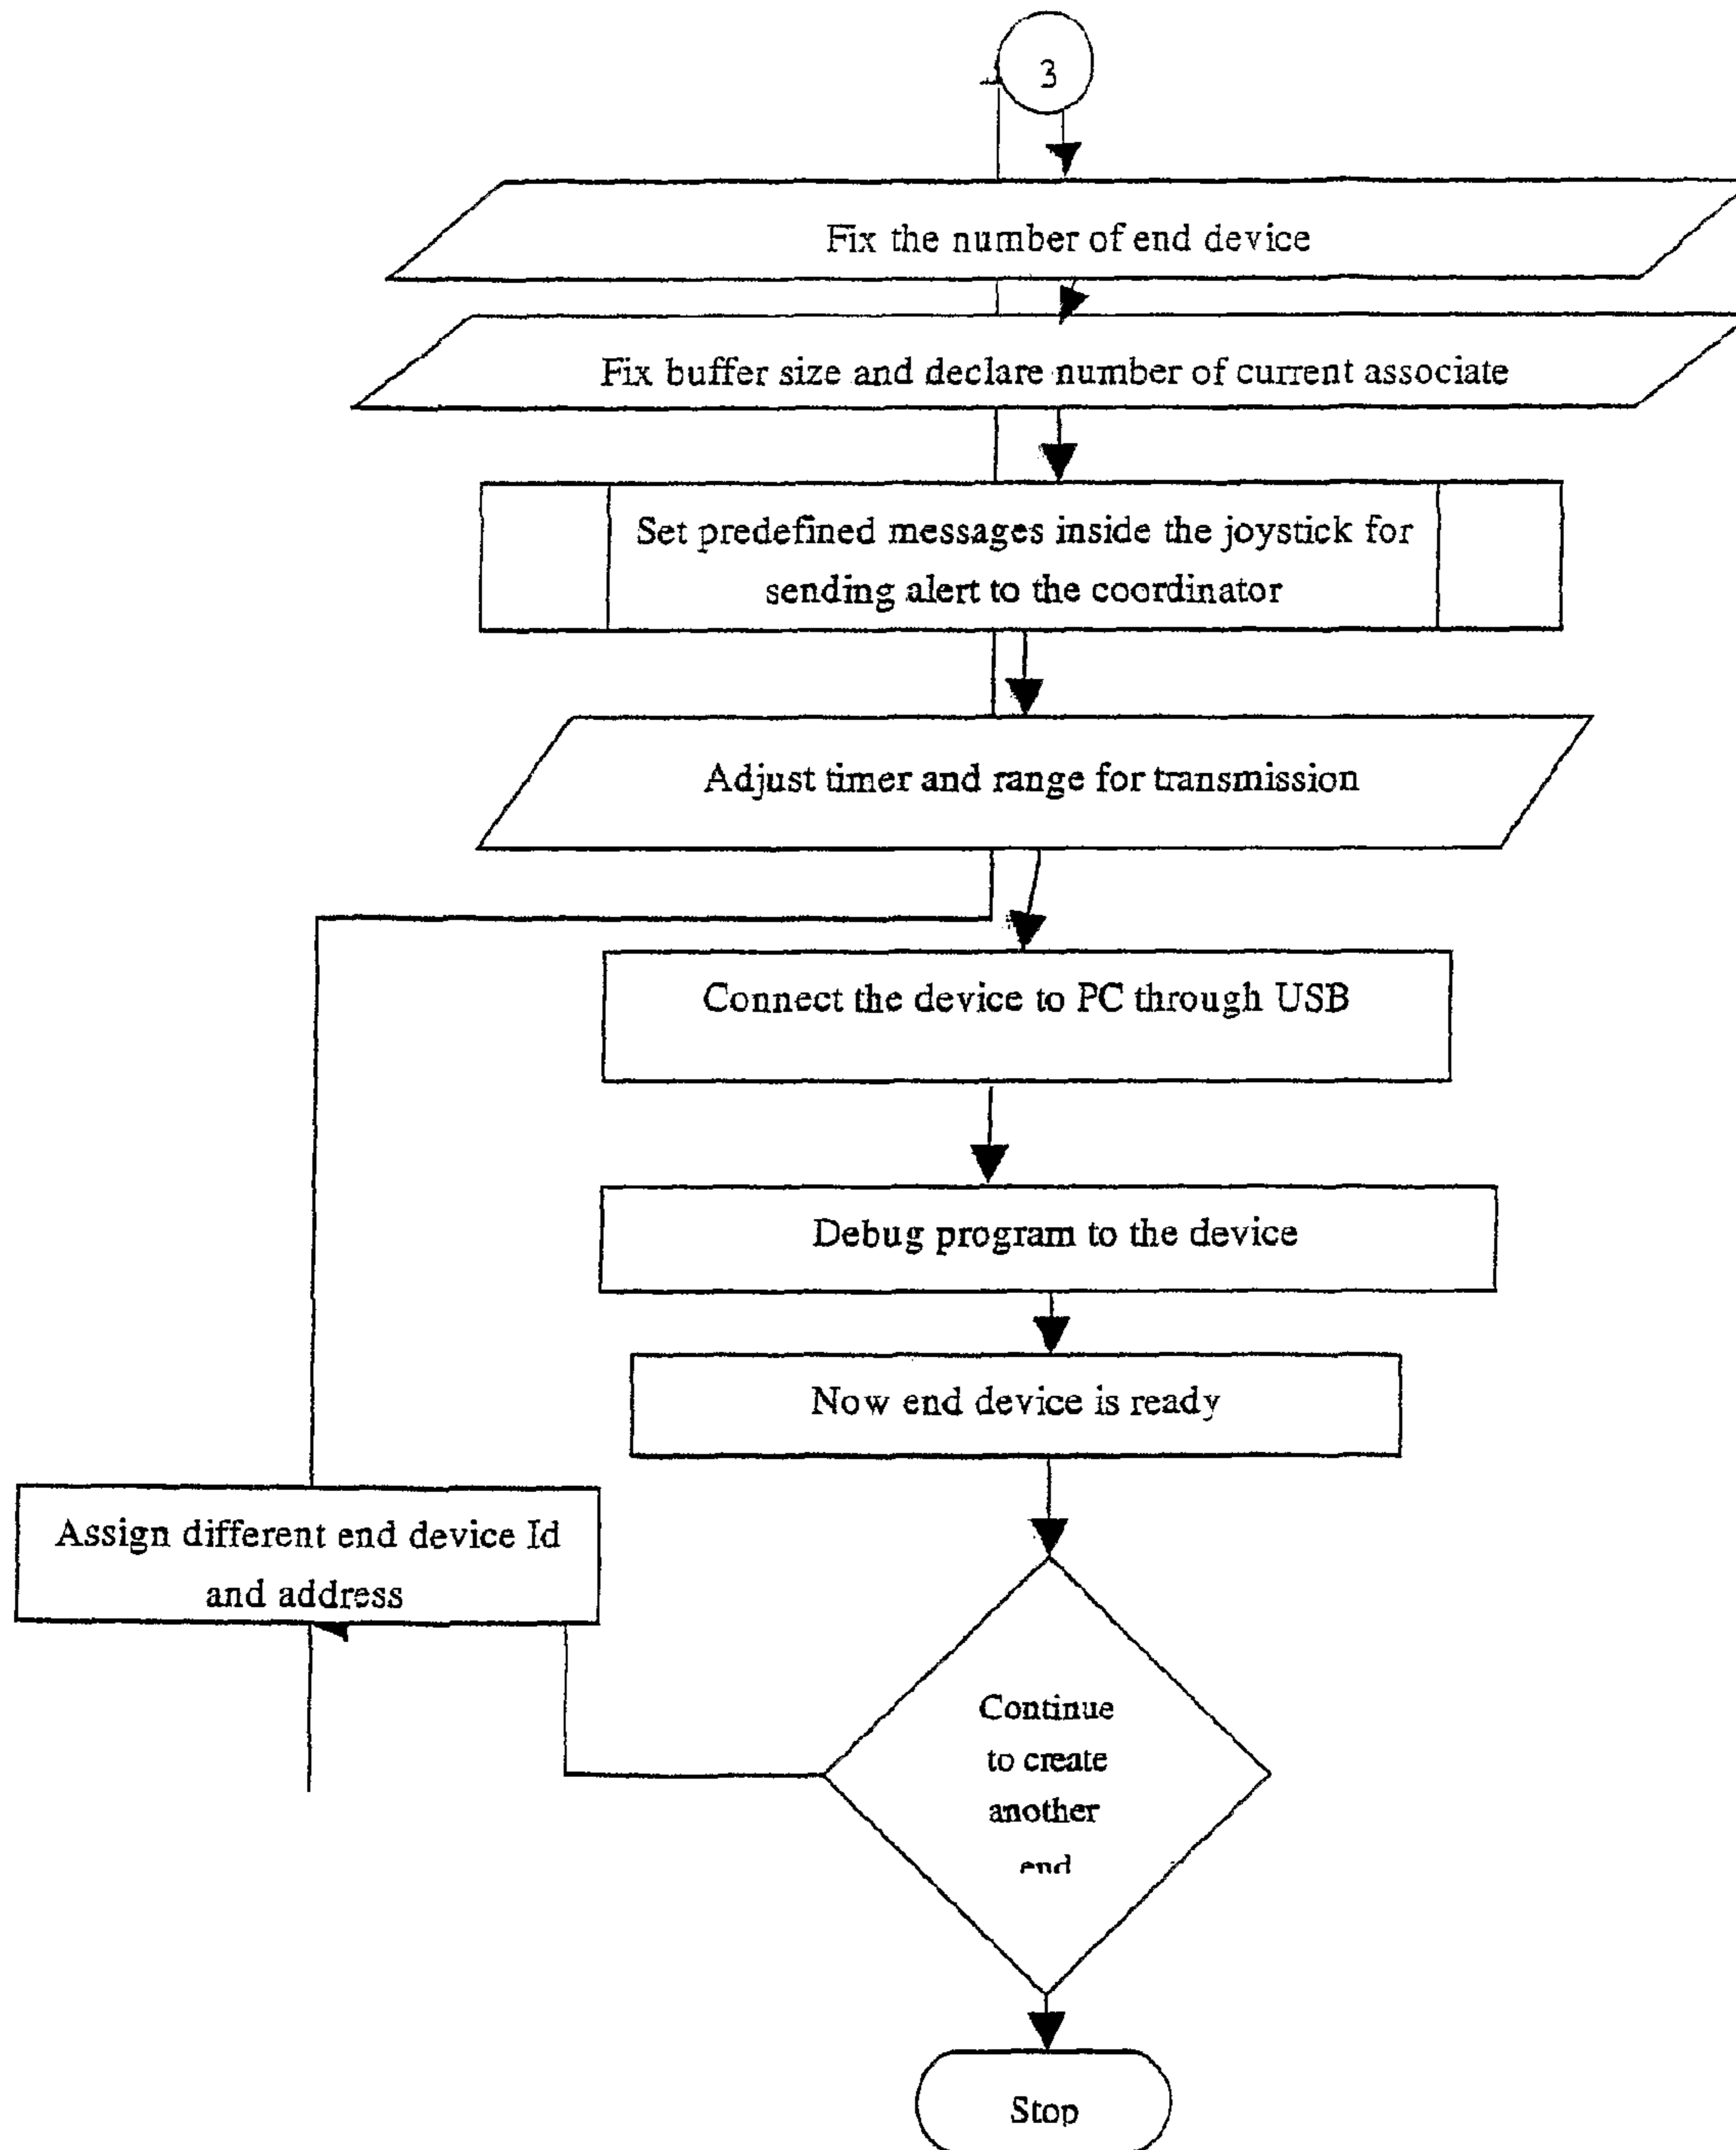 3
Fix the number of end device
Fix buffer size and declare number of current associate
Set predefined messages inside the joystick for
sending alert to the coordinator
Adjust timer and range for transmission
Connect the device to PC through USB
Debug program to the device
Now end device is ready
Assign different end device Id
and address
Continue
to create
another
end
Stop